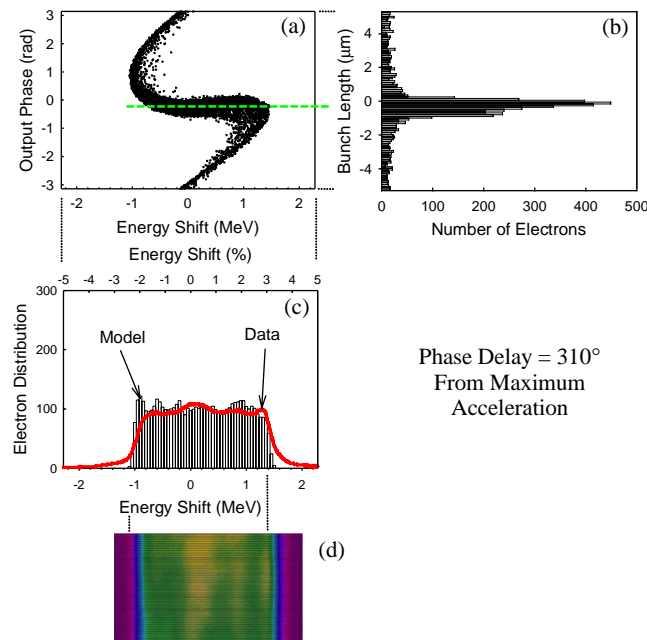 (a)
Output Phase (rad)
3
2
1
0
-1
-2
-3
-2 -1 0 1 2
Energy Shift (MeV)
(b)
Bunch Length (μm)
4
0
-4
0 100 200 300 400 500
Number of Electrons
Energy Shift (%)
-5 -4 -3 -2 -1 0 1 2 3 4 5
(c)
Electron Distribution
300
200
100
0
Model
Data
-2 -1 0 1 2
Energy Shift (MeV)
Phase Delay = 310°
From Maximum
Acceleration
(d)